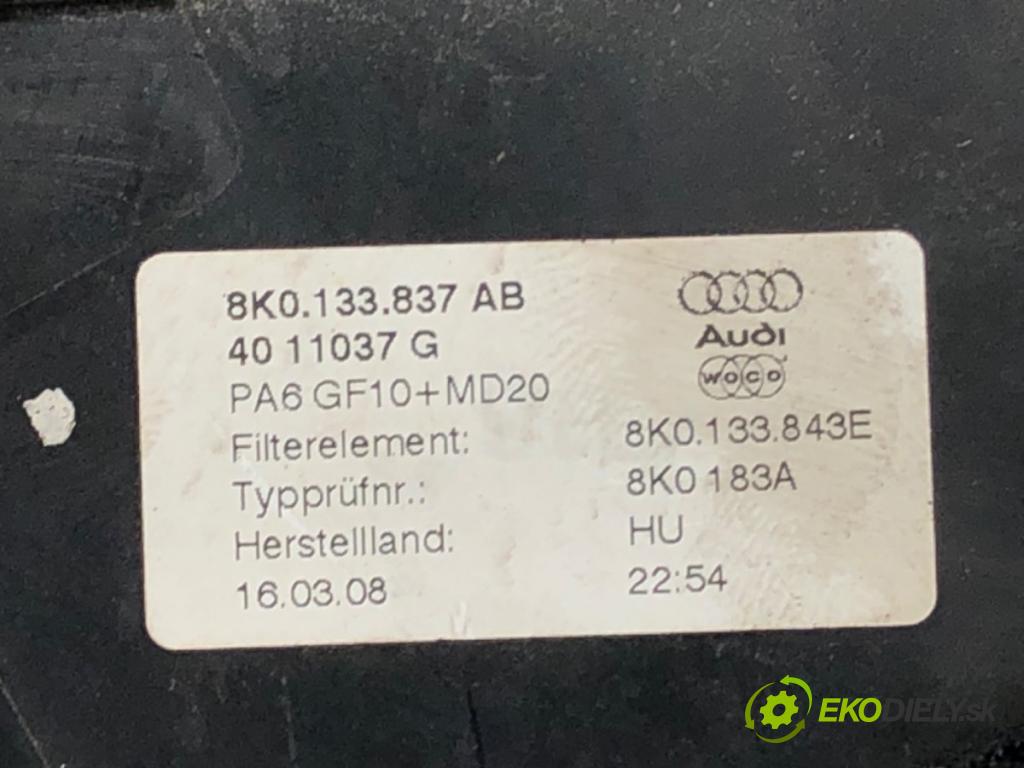 8K0.133.837 AB
Audi
40 11037 G
woco
PA6 GF10+MD20
Filterelement: 8K0.133.843E
Typprüfnr.: 8K0 183A
Herstellland: HU
16.03.08 22:54
EKODIELY.sk